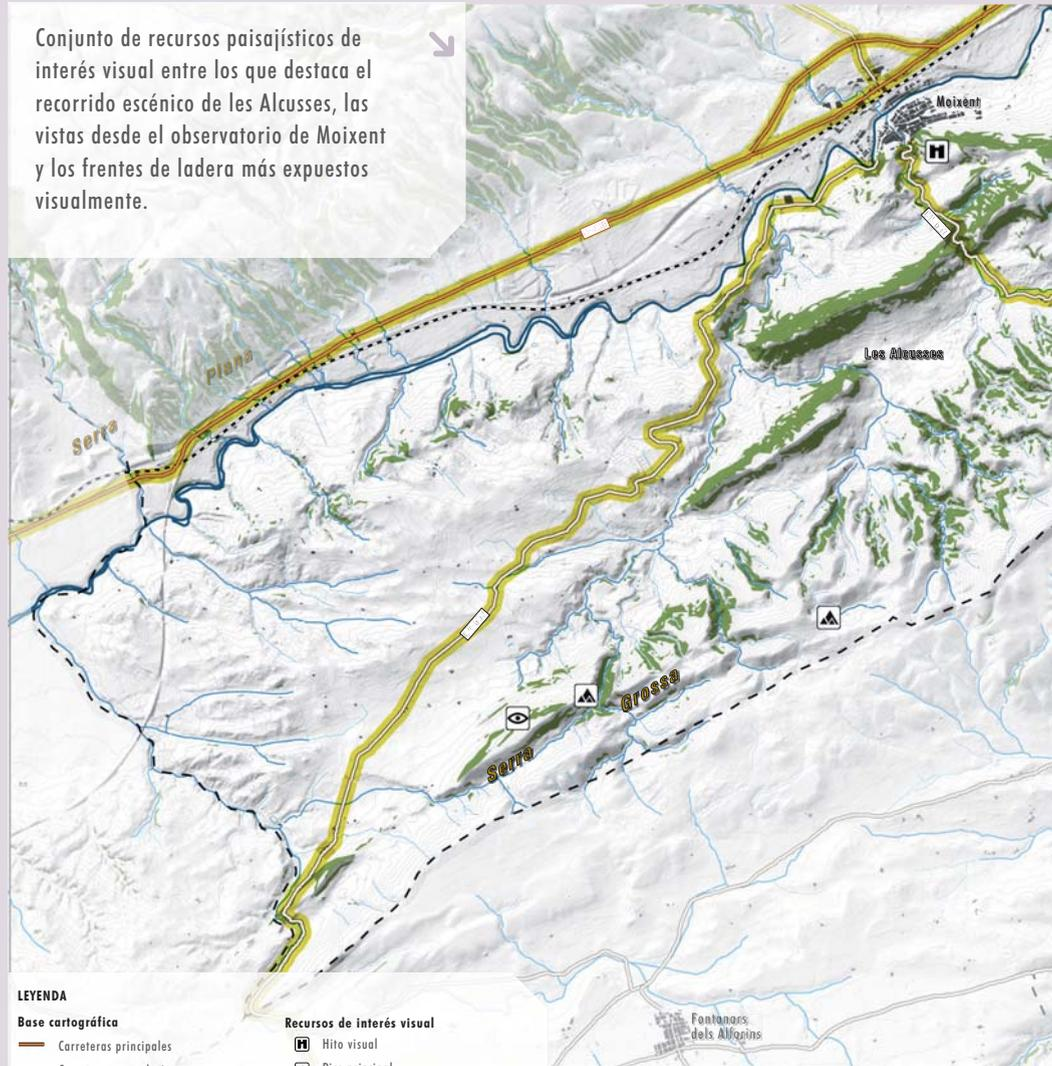 Conjunto de recursos paisajísticos de
interés visual entre los que destaca el
recorrido escénico de les Alcusses, las
vistas desde el observatorio de Moixent
y los frentes de ladera más expuestos
visualmente.
Moixent
Les Alcusses
Serra Plana
Serra Grossa
Fontanars
dels Alforins
LEYENDA
Base cartográfica
Carreteras principales
Recursos de interés visual
Hito visual